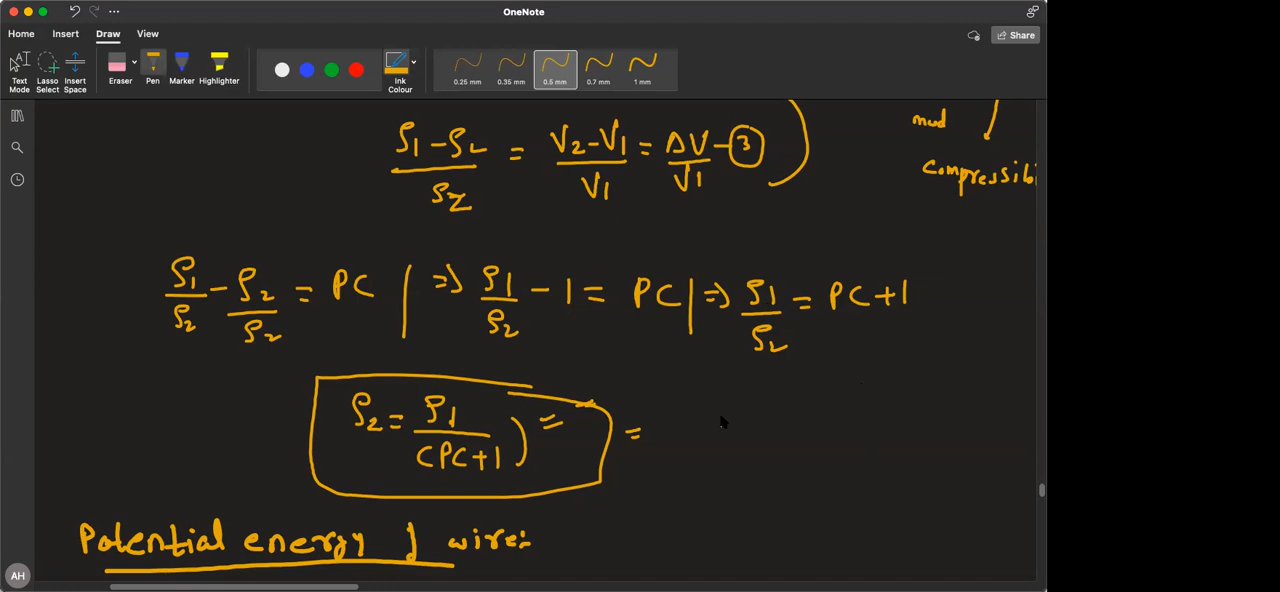 OneNote
Home Insert Draw View
Share
Text Mode
Lasso Select
Insert Space
Eraser
Pen
Marker
Highlighter
Ink Colour
0.25 mm
0.35 mm
0.5 mm
0.7 mm
1 mm
(ρ1 − ρ2)/ρ2 = (V2 − V1)/V1 = ΔV/V1 − ③
mod
Compressibi
ρ1/ρ2 − ρ2/ρ2 = PC | ⇒ ρ1/ρ2 − 1 = PC | ⇒ ρ1/ρ2 = PC + 1
ρ2 = ρ1/(PC + 1) = − =
Potential energy of wire:
AH